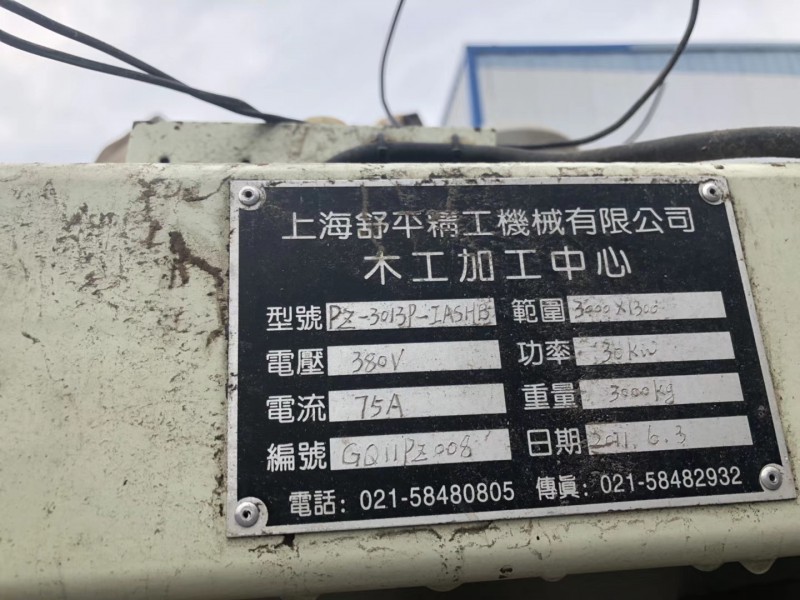 上海舒平精工機械有限公司
木工加工中心
型號 PZ-3013P-IASHB 範圍 3000X1300
電壓 380V 功率 30KW
電流 75A 重量 3000kg
編號 GQ11PZ008 日期 2011.6.3
電話: 021-58480805 傳真: 021-58482932